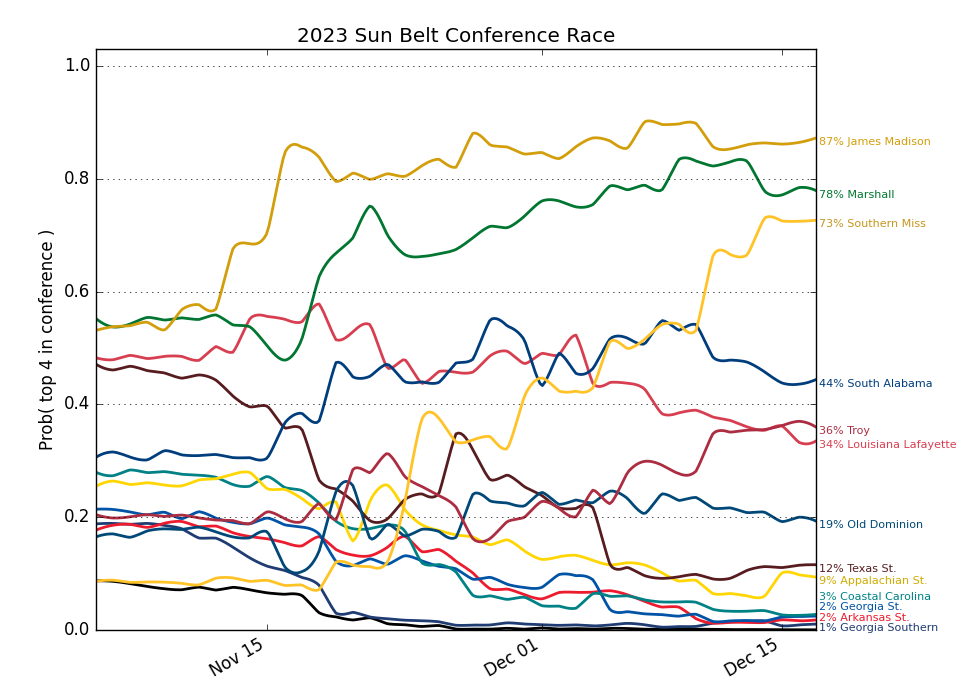 2023 Sun Belt Conference Race
Prob( top 4 in conference )
1.0
0.8
0.6
0.4
0.2
0.0
Nov 15
Dec 01
Dec 15
87% James Madison
78% Marshall
73% Southern Miss
44% South Alabama
36% Troy
34% Louisiana Lafayette
19% Old Dominion
12% Texas St.
9% Appalachian St.
3% Coastal Carolina
2% Georgia St.
2% Arkansas St.
1% Georgia Southern